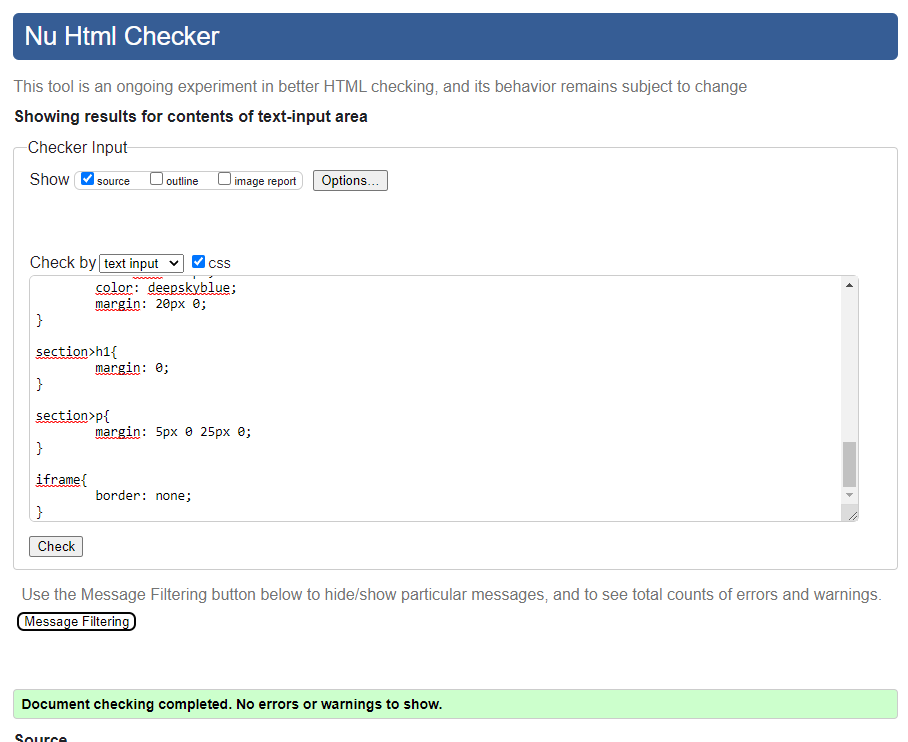 Nu Html Checker
This tool is an ongoing experiment in better HTML checking, and its behavior remains subject to change
Showing results for contents of text-input area
Checker Input
Show source outline image report Options...
Check by text input css
color: deepskyblue;
margin: 20px 0;
}
section>h1{
margin: 0;
}
section>p{
margin: 5px 0 25px 0;
}
iframe{
border: none;
}
Check
Use the Message Filtering button below to hide/show particular messages, and to see total counts of errors and warnings.
Message Filtering
Document checking completed. No errors or warnings to show.
Source